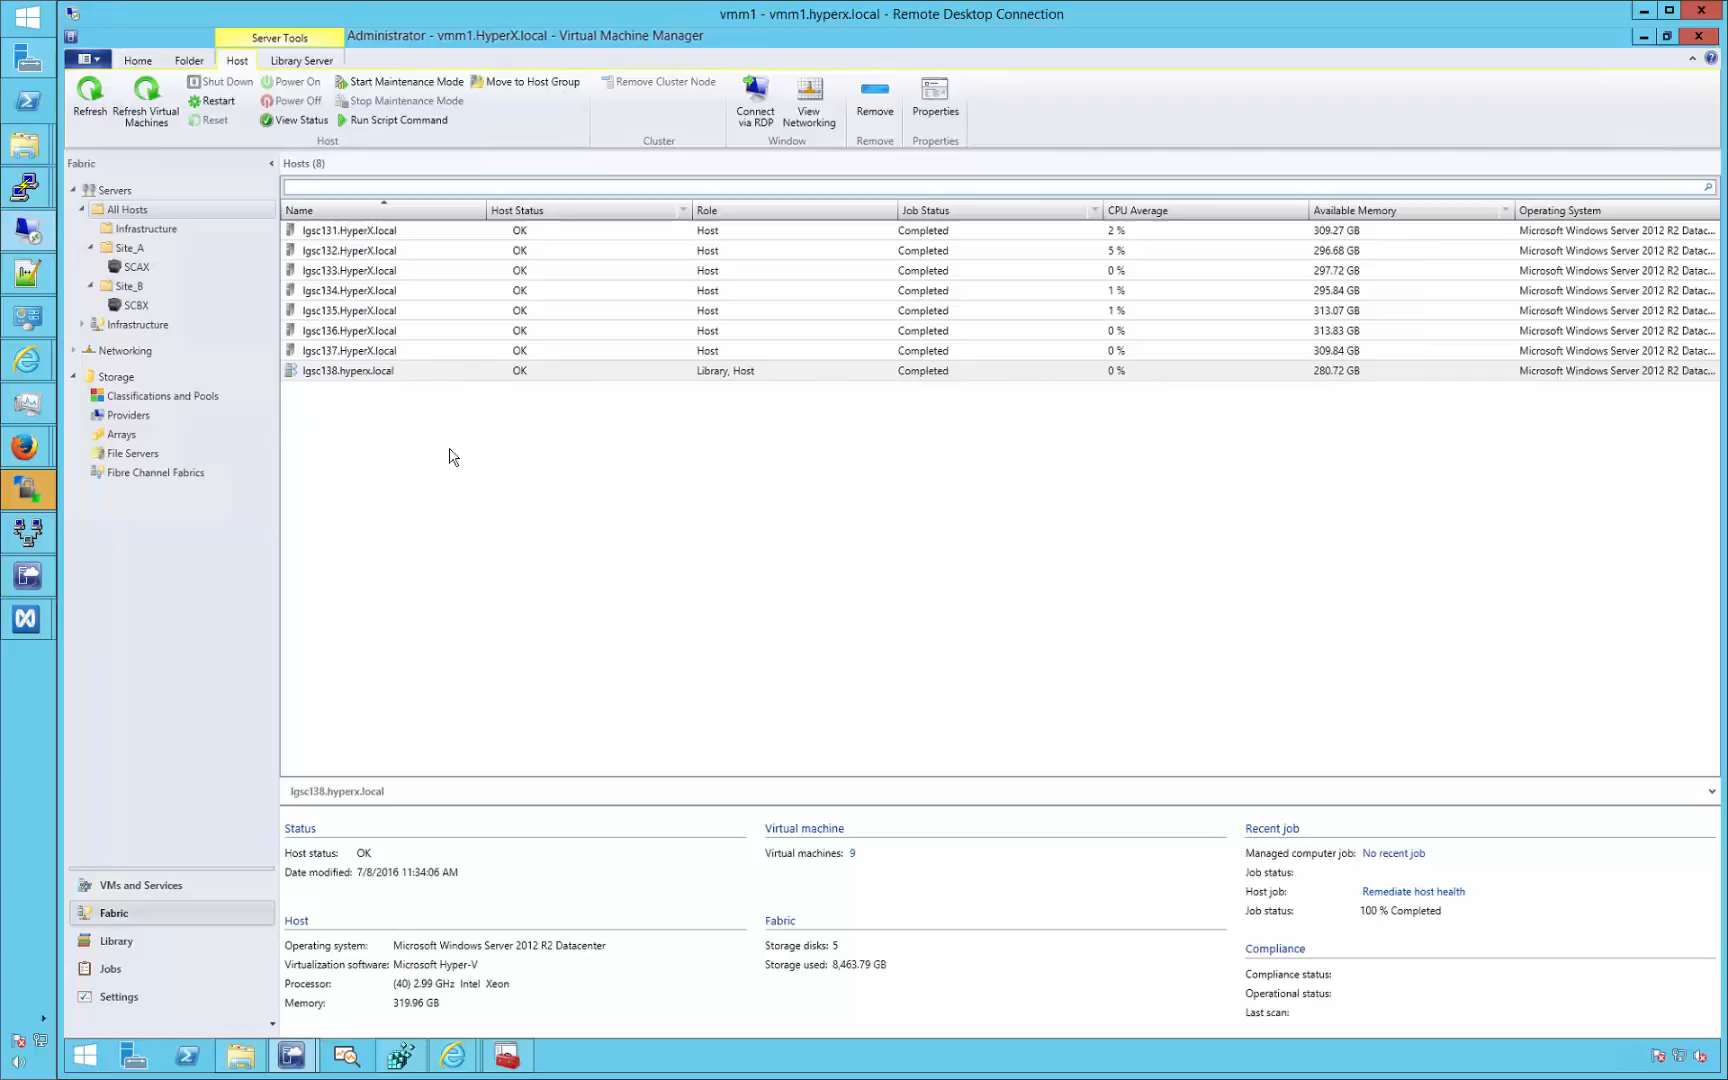 vmm1 - vmm1.hyperx.local - Remote Desktop Connection
Server Tools
Administrator - vmm1.HyperX.local - Virtual Machine Manager
Home Folder Host Library Server
Refresh
Refresh Virtual Machines
Shut Down Power On Start Maintenance Mode Move to Host Group
Restart Power Off Stop Maintenance Mode
Reset View Status Run Script Command
Remove Cluster Node
Connect via RDP
View Networking
Remove
Properties
Host Cluster Window Remove Properties
Fabric
Servers
All Hosts
Infrastructure
Site_A
SCAX
Site_B
SCBX
Infrastructure
Networking
Storage
Classifications and Pools
Providers
Arrays
File Servers
Fibre Channel Fabrics
VMs and Services
Fabric
Library
Jobs
Settings
Hosts (8)
Name Host Status Role Job Status CPU Average Available Memory Operating System
lgsc131.HyperX.local OK Host Completed 2 % 309.27 GB Microsoft Windows Server 2012 R2 Datac...
lgsc132.HyperX.local OK Host Completed 5 % 296.68 GB Microsoft Windows Server 2012 R2 Datac...
lgsc133.HyperX.local OK Host Completed 0 % 297.72 GB Microsoft Windows Server 2012 R2 Datac...
lgsc134.HyperX.local OK Host Completed 1 % 295.84 GB Microsoft Windows Server 2012 R2 Datac...
lgsc135.HyperX.local OK Host Completed 1 % 313.07 GB Microsoft Windows Server 2012 R2 Datac...
lgsc136.HyperX.local OK Host Completed 0 % 313.83 GB Microsoft Windows Server 2012 R2 Datac...
lgsc137.HyperX.local OK Host Completed 0 % 309.84 GB Microsoft Windows Server 2012 R2 Datac...
lgsc138.hyperx.local OK Library, Host Completed 0 % 280.72 GB Microsoft Windows Server 2012 R2 Datac...
lgsc138.hyperx.local
Status
Host status: OK
Date modified: 7/8/2016 11:34:06 AM
Host
Operating system: Microsoft Windows Server 2012 R2 Datacenter
Virtualization software: Microsoft Hyper-V
Processor: (40) 2.99 GHz Intel Xeon
Memory: 319.96 GB
Virtual machine
Virtual machines: 9
Fabric
Storage disks: 5
Storage used: 8,463.79 GB
Recent job
Managed computer job: No recent job
Job status:
Host job: Remediate host health
Job status: 100 % Completed
Compliance
Compliance status:
Operational status:
Last scan: